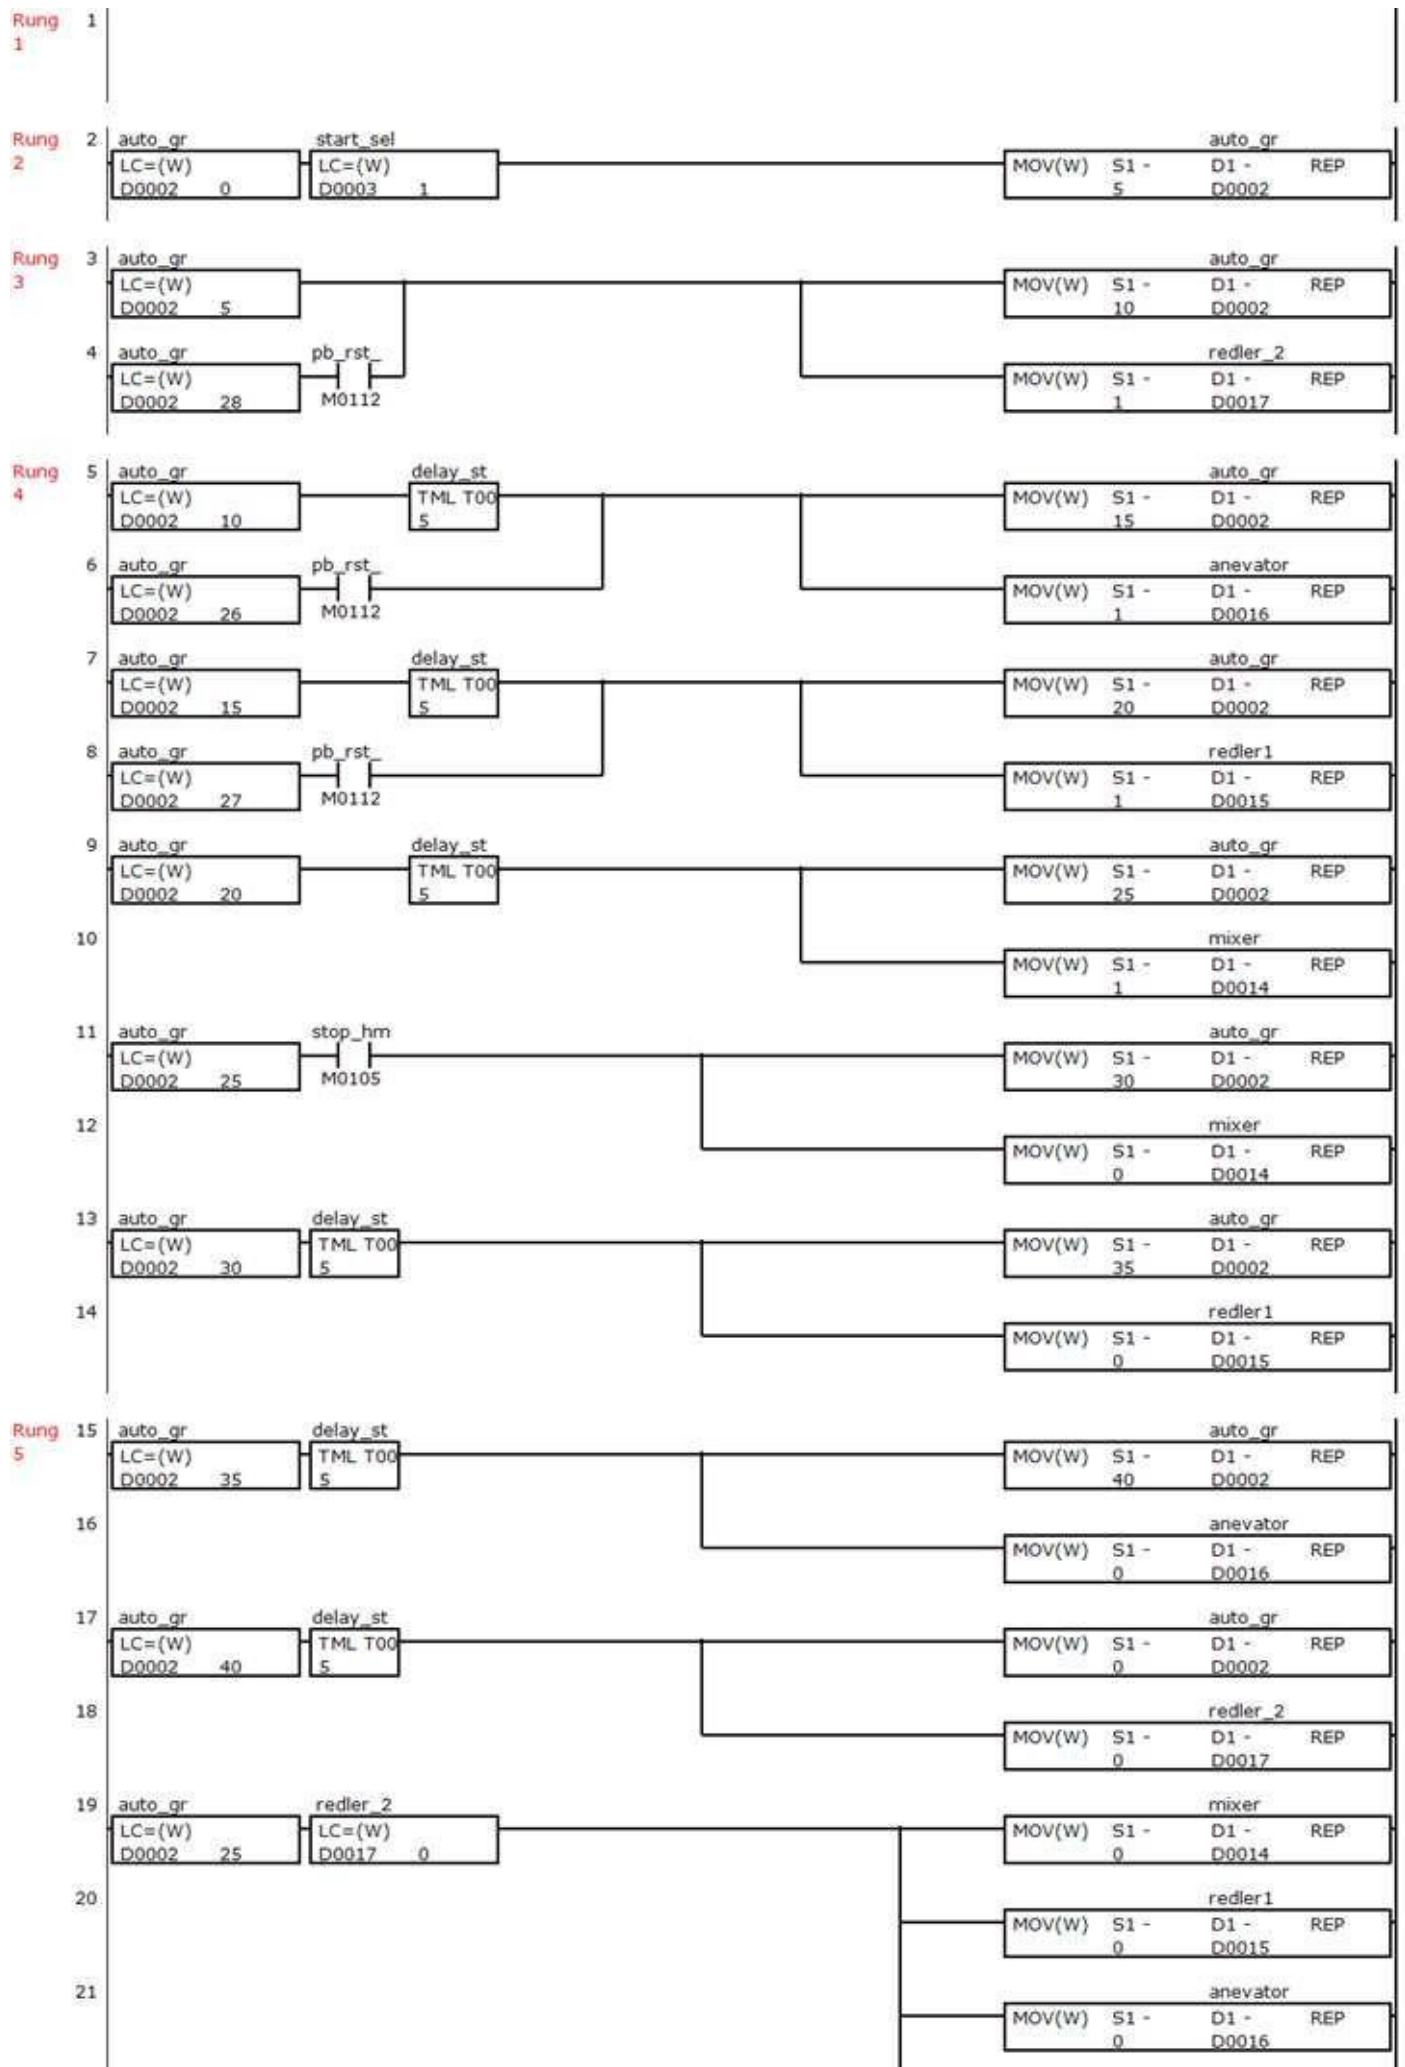 Rung 1
1
Rung 2 auto_gr start_sel auto_gr
2 LC=(W) LC=(W) MOV(W) S1 - D1 - REP
D0002 0 D0003 1 5 D0002
Rung 3 auto_gr auto_gr
3 LC=(W) MOV(W) S1 - D1 - REP
D0002 5 10 D0002
4 auto_gr pb_rst_ redler_2
LC=(W) MOV(W) S1 - D1 - REP
D0002 28 M0112 1 D0017
Rung 5 auto_gr delay_st auto_gr
4 LC=(W) TML T00 MOV(W) S1 - D1 - REP
D0002 10 5 15 D0002
6 auto_gr pb_rst_ anevator
LC=(W) MOV(W) S1 - D1 - REP
D0002 26 M0112 1 D0016
7 auto_gr delay_st auto_gr
LC=(W) TML T00 MOV(W) S1 - D1 - REP
D0002 15 5 20 D0002
8 auto_gr pb_rst_ redler1
LC=(W) MOV(W) S1 - D1 - REP
D0002 27 M0112 1 D0015
9 auto_gr delay_st auto_gr
LC=(W) TML T00 MOV(W) S1 - D1 - REP
D0002 20 5 25 D0002
10 mixer
MOV(W) S1 - D1 - REP
1 D0014
11 auto_gr stop_hm auto_gr
LC=(W) MOV(W) S1 - D1 - REP
D0002 25 M0105 30 D0002
12 mixer
MOV(W) S1 - D1 - REP
0 D0014
13 auto_gr delay_st auto_gr
LC=(W) TML T00 MOV(W) S1 - D1 - REP
D0002 30 5 35 D0002
14 redler1
MOV(W) S1 - D1 - REP
0 D0015
Rung 15 auto_gr delay_st auto_gr
5 LC=(W) TML T00 MOV(W) S1 - D1 - REP
D0002 35 5 40 D0002
16 anevator
MOV(W) S1 - D1 - REP
0 D0016
17 auto_gr delay_st auto_gr
LC=(W) TML T00 MOV(W) S1 - D1 - REP
D0002 40 5 0 D0002
18 redler_2
MOV(W) S1 - D1 - REP
0 D0017
19 auto_gr redler_2 mixer
LC=(W) LC=(W) MOV(W) S1 - D1 - REP
D0002 25 D0017 0 0 D0014
20 redler1
MOV(W) S1 - D1 - REP
0 D0015
21 anevator
MOV(W) S1 - D1 - REP
0 D0016